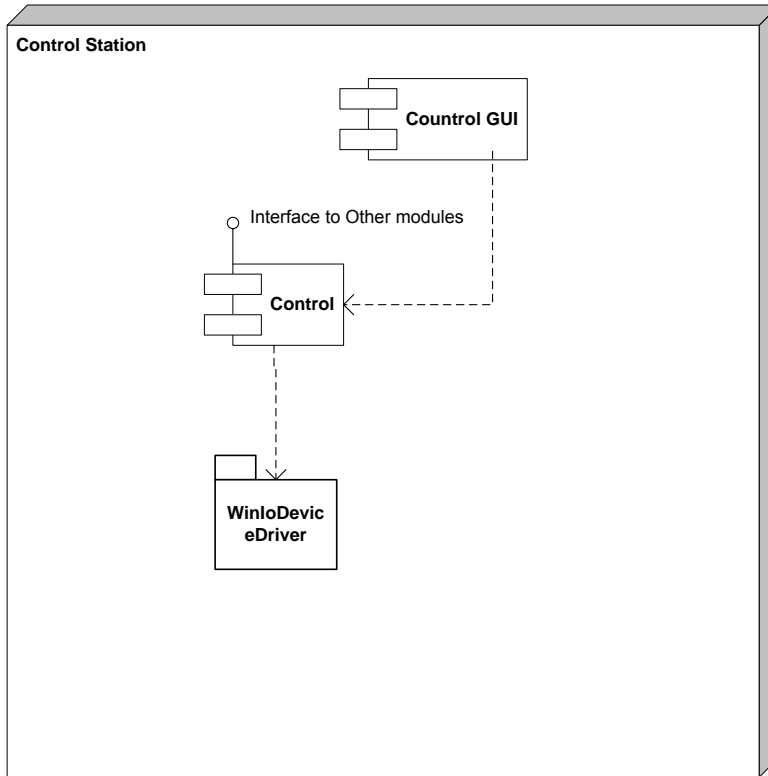 Control Station
Countrol GUI
Interface to Other modules
Control
WinIoDevic
eDriver